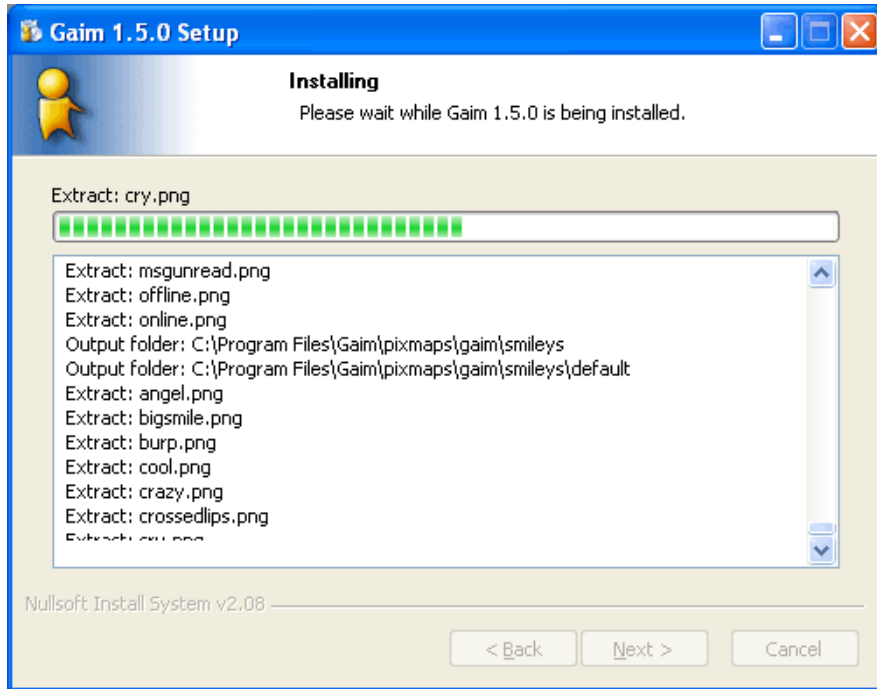 Gaim 1.5.0 Setup
Installing
Please wait while Gaim 1.5.0 is being installed.
Extract: cry.png
Extract: msgunread.png
Extract: offline.png
Extract: online.png
Output folder: C:\Program Files\Gaim\pixmaps\gaim\smileys
Output folder: C:\Program Files\Gaim\pixmaps\gaim\smileys\default
Extract: angel.png
Extract: bigsmile.png
Extract: burp.png
Extract: cool.png
Extract: crazy.png
Extract: crossedlips.png
Extract: cry.png
Nullsoft Install System v2.08
< Back Next > Cancel